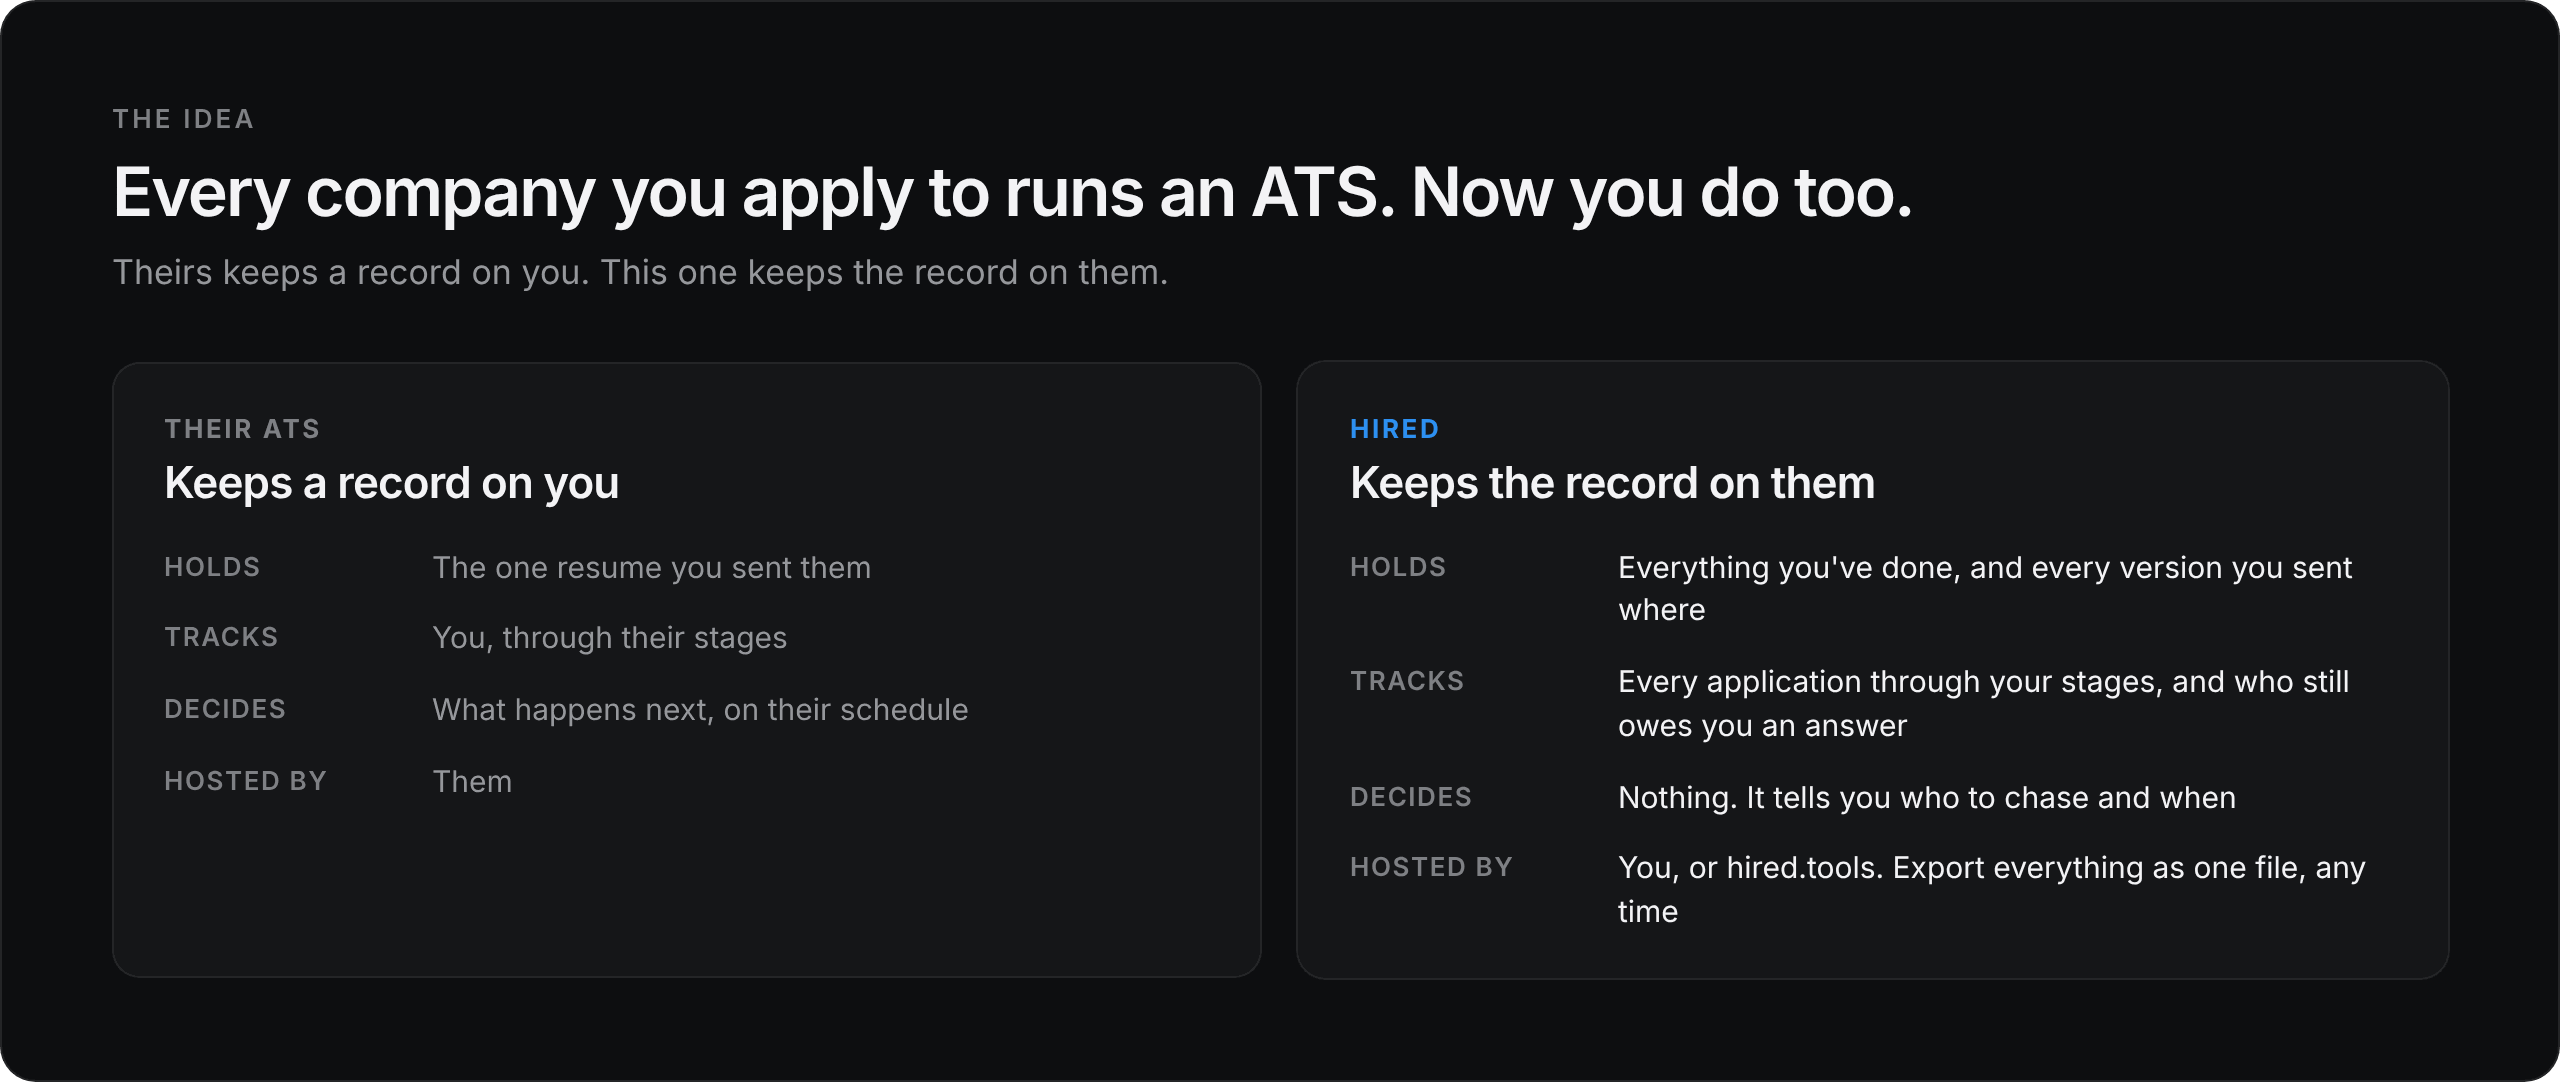 THE IDEA
Every company you apply to runs an ATS. Now you do too.
Theirs keeps a record on you. This one keeps the record on them.
THEIR ATS
Keeps a record on you
HOLDS The one resume you sent them
TRACKS You, through their stages
DECIDES What happens next, on their schedule
HOSTED BY Them
HIRED
Keeps the record on them
HOLDS Everything you've done, and every version you sent
where
TRACKS Every application through your stages, and who still
owes you an answer
DECIDES Nothing. It tells you who to chase and when
HOSTED BY You, or hired.tools. Export everything as one file, any
time